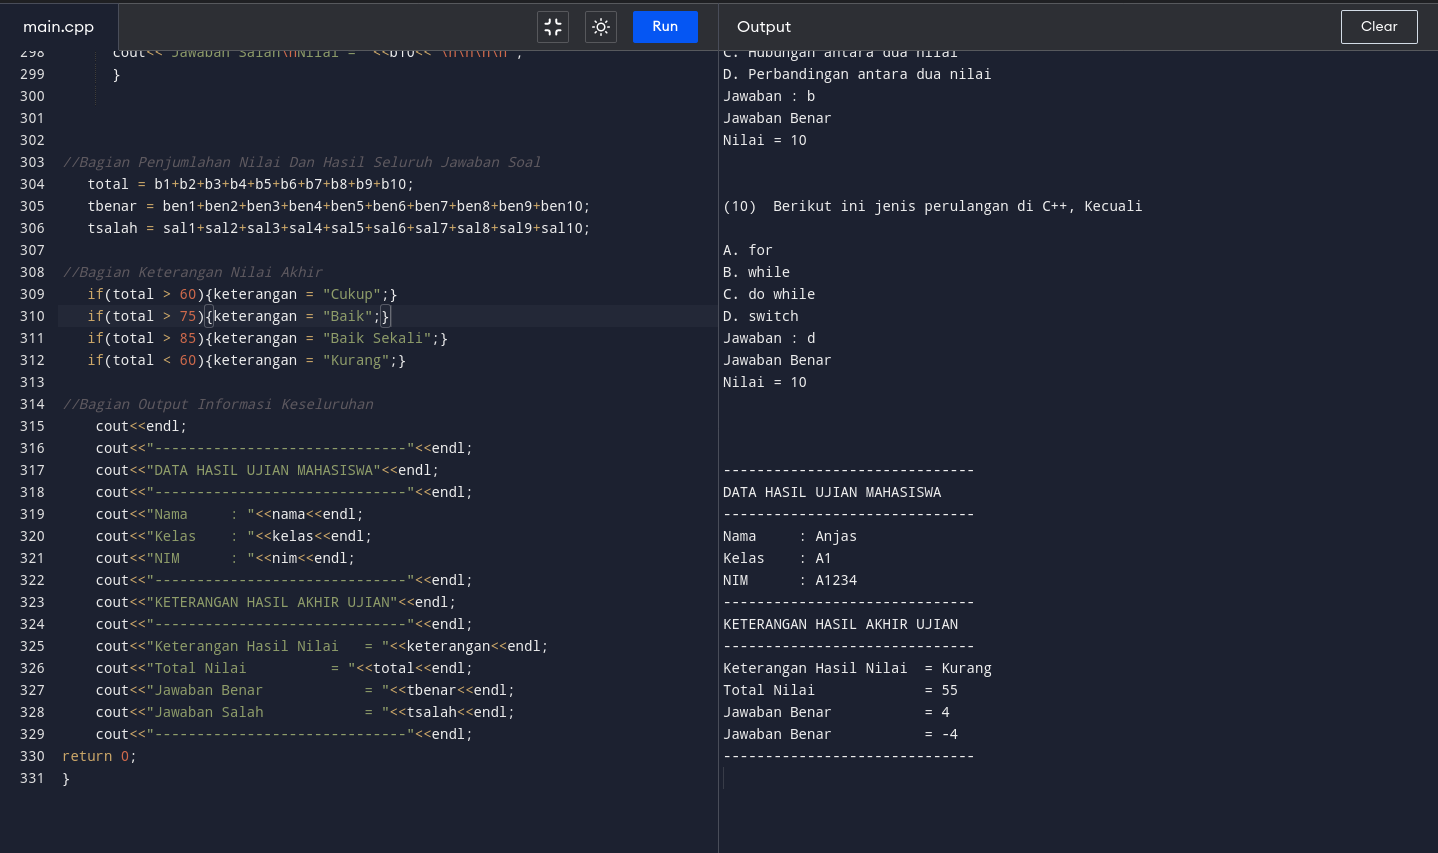 main.cpp
Run
Output
Clear
298 cout<<"Jawaban Salah\nNilai = "<<b10<<"\n\n\n\n";
299 }
300
301
302
303 //Bagian Penjumlahan Nilai Dan Hasil Seluruh Jawaban Soal
304 total = b1+b2+b3+b4+b5+b6+b7+b8+b9+b10;
305 tbenar = ben1+ben2+ben3+ben4+ben5+ben6+ben7+ben8+ben9+ben10;
306 tsalah = sal1+sal2+sal3+sal4+sal5+sal6+sal7+sal8+sal9+sal10;
307
308 //Bagian Keterangan Nilai Akhir
309 if(total > 60){keterangan = "Cukup";}
310 if(total > 75){keterangan = "Baik";}
311 if(total > 85){keterangan = "Baik Sekali";}
312 if(total < 60){keterangan = "Kurang";}
313
314 //Bagian Output Informasi Keseluruhan
315 cout<<endl;
316 cout<<"------------------------------"<<endl;
317 cout<<"DATA HASIL UJIAN MAHASISWA"<<endl;
318 cout<<"------------------------------"<<endl;
319 cout<<"Nama     : "<<nama<<endl;
320 cout<<"Kelas    : "<<kelas<<endl;
321 cout<<"NIM      : "<<nim<<endl;
322 cout<<"------------------------------"<<endl;
323 cout<<"KETERANGAN HASIL AKHIR UJIAN"<<endl;
324 cout<<"------------------------------"<<endl;
325 cout<<"Keterangan Hasil Nilai   = "<<keterangan<<endl;
326 cout<<"Total Nilai          = "<<total<<endl;
327 cout<<"Jawaban Benar            = "<<tbenar<<endl;
328 cout<<"Jawaban Salah            = "<<tsalah<<endl;
329 cout<<"------------------------------"<<endl;
330 return 0;
331 }
C. Hubungan antara dua nilai
D. Perbandingan antara dua nilai
Jawaban : b
Jawaban Benar
Nilai = 10
(10)  Berikut ini jenis perulangan di C++, Kecuali
A. for
B. while
C. do while
D. switch
Jawaban : d
Jawaban Benar
Nilai = 10
------------------------------
DATA HASIL UJIAN MAHASISWA
------------------------------
Nama     : Anjas
Kelas    : A1
NIM      : A1234
------------------------------
KETERANGAN HASIL AKHIR UJIAN
------------------------------
Keterangan Hasil Nilai  = Kurang
Total Nilai             = 55
Jawaban Benar           = 4
Jawaban Benar           = -4
------------------------------